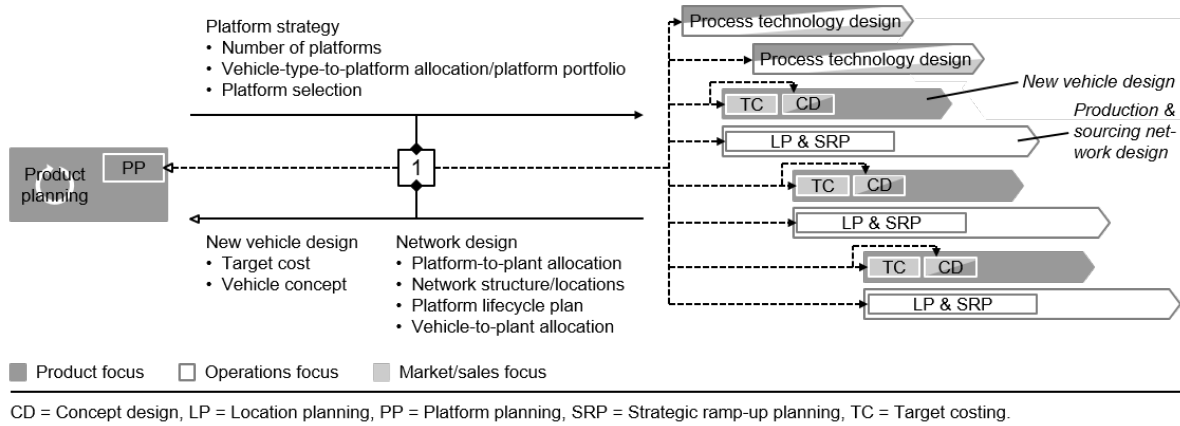 Platform strategy
• Number of platforms
• Vehicle-type-to-platform allocation/platform portfolio
• Platform selection
Process technology design
Process technology design
New vehicle design
TC
CD
Production &
sourcing net-
work design
LP & SRP
Product
planning
PP
1
TC
CD
LP & SRP
New vehicle design
• Target cost
• Vehicle concept
Network design
• Platform-to-plant allocation
• Network structure/locations
• Platform lifecycle plan
• Vehicle-to-plant allocation
TC
CD
LP & SRP
Product focus
Operations focus
Market/sales focus
CD = Concept design, LP = Location planning, PP = Platform planning, SRP = Strategic ramp-up planning, TC = Target costing.